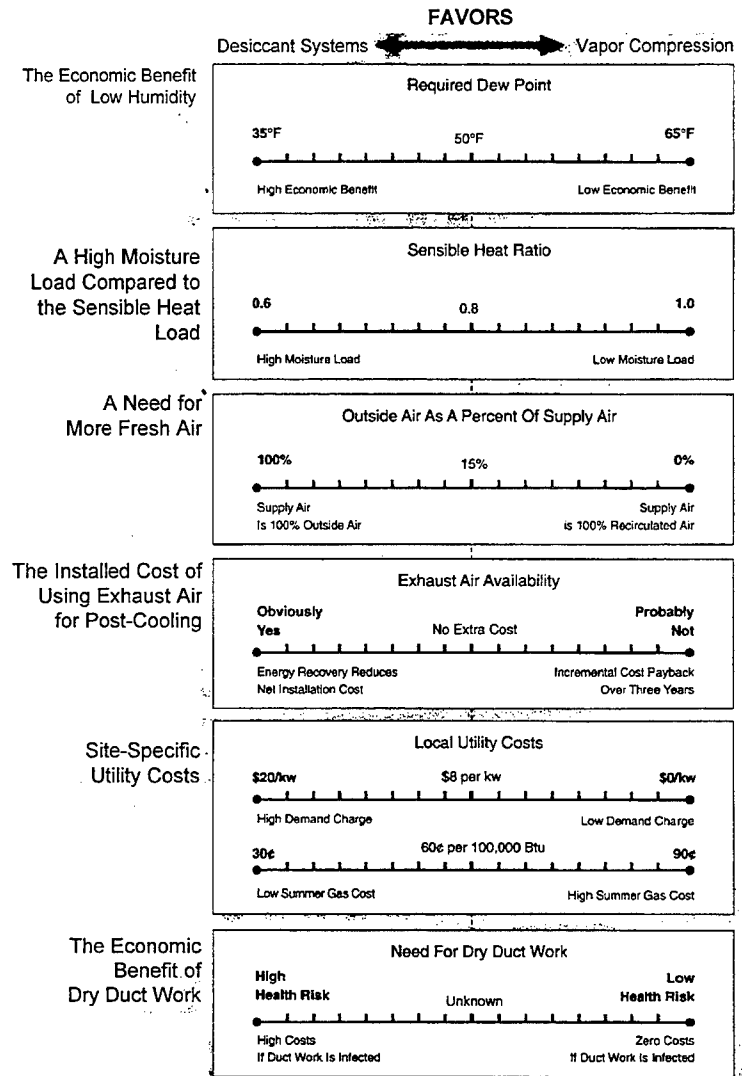 FAVORS
Desiccant Systems Vapor Compression
The Economic Benefit
of Low Humidity
Required Dew Point
35°F 50°F 65°F
High Economic Benefit Low Economic Benefit
A High Moisture
Load Compared to
the Sensible Heat
Load
Sensible Heat Ratio
0.6 0.8 1.0
High Moisture Load Low Moisture Load
A Need for
More Fresh Air
Outside Air As A Percent Of Supply Air
100% 15% 0%
Supply Air Supply Air
Is 100% Outside Air is 100% Recirculated Air
The Installed Cost of
Using Exhaust Air
for Post-Cooling
Exhaust Air Availability
Obviously Probably
Yes No Extra Cost Not
Energy Recovery Reduces Incremental Cost Payback
Net Installation Cost Over Three Years
Site-Specific
Utility Costs
Local Utility Costs
$20/kw $8 per kw $0/kw
High Demand Charge Low Demand Charge
30¢ 60¢ per 100,000 Btu 90¢
Low Summer Gas Cost High Summer Gas Cost
The Economic
Benefit of
Dry Duct Work
Need For Dry Duct Work
High Low
Health Risk Unknown Health Risk
High Costs Zero Costs
If Duct Work Is Infected If Duct Work Is Infected